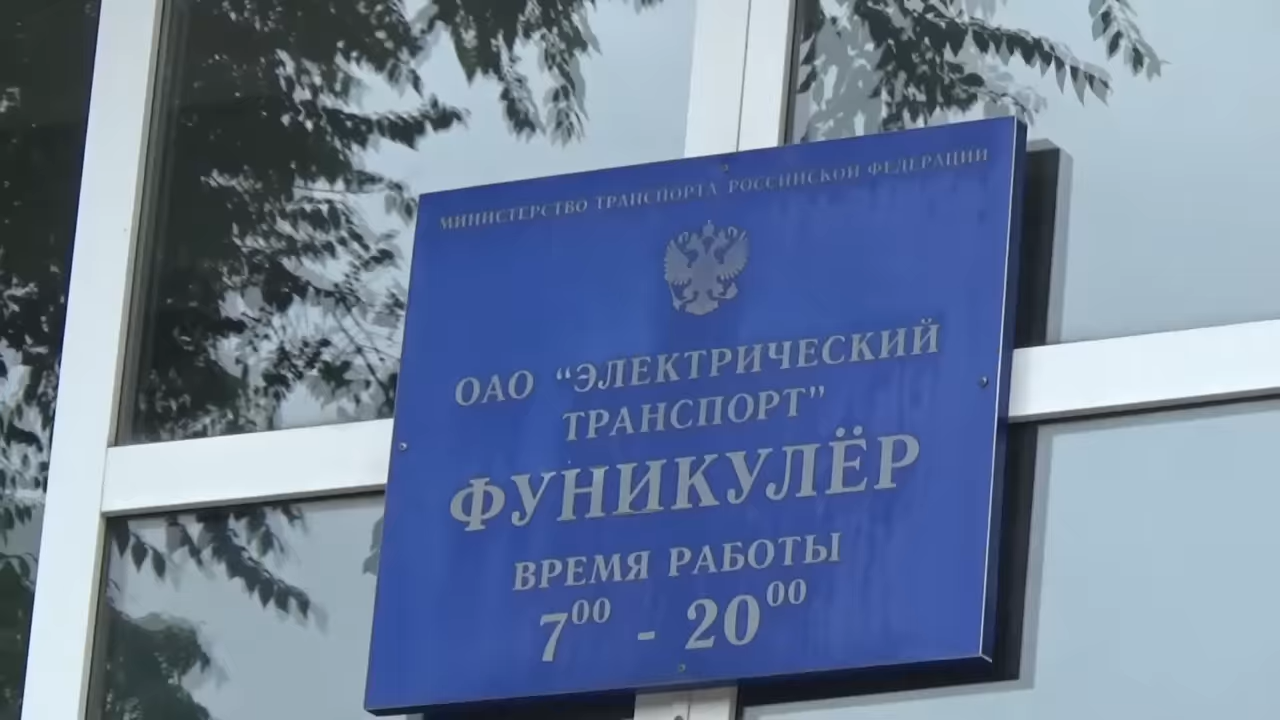 МИНИСТЕРСТВО ТРАНСПОРТА РОССИЙСКОЙ ФЕДЕРАЦИИ
ОАО “ЭЛЕКТРИЧЕСКИЙ
ТРАНСПОРТ”
ФУНИКУЛЁР
ВРЕМЯ РАБОТЫ
7⁰⁰ - 20⁰⁰